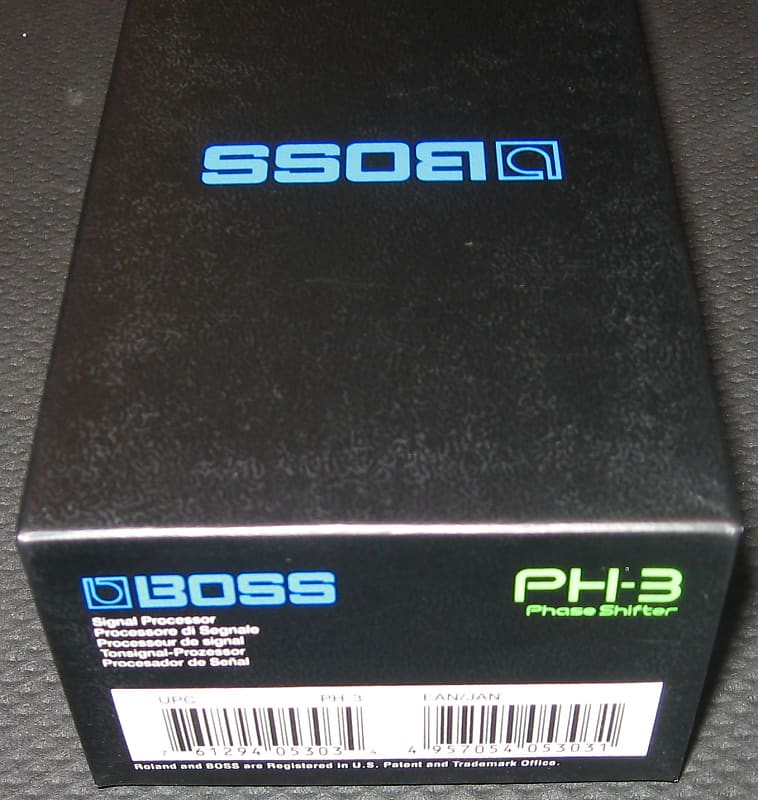 BOSS
BOSS
PH-3
Phase Shifter
Signal Processor
Processore di Segnale
Processeur de signal
Tonsignal-Prozessor
Procesador de Señal
UPC PH-3 EAN/JAN
7 61294 05303 4 4 957054 053031
Roland and BOSS are Registered in U.S. Patent and Trademark Office.